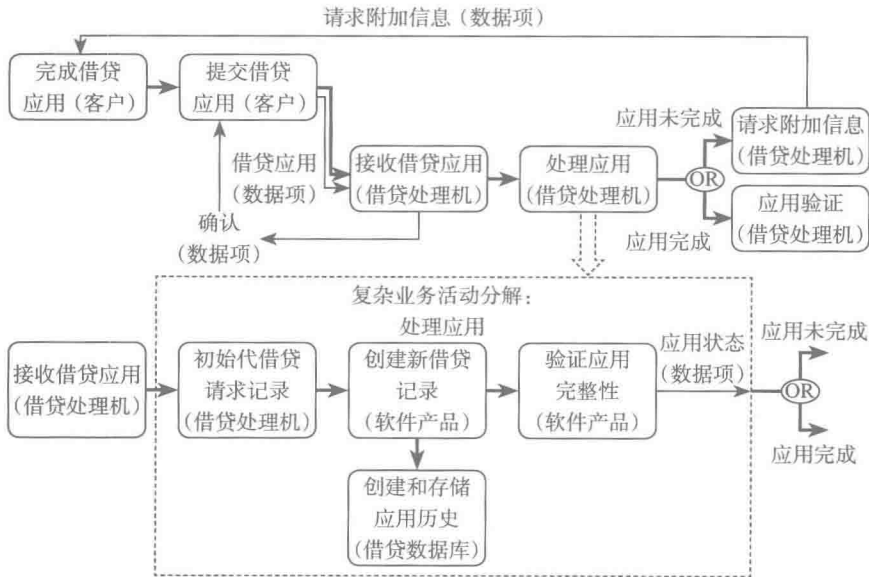 请求附加信息（数据项）
完成借贷
应用（客户）
提交借贷
应用（客户）
借贷应用
（数据项）
确认
（数据项）
接收借贷应用
（借贷处理机）
处理应用
（借贷处理机）
OR
应用未完成
应用完成
请求附加信息
（借贷处理机）
应用验证
（借贷处理机）
复杂业务活动分解：
处理应用
接收借贷应用
（借贷处理机）
初始代借贷
请求记录
（借贷处理机）
创建新借贷
记录
（软件产品）
验证应用
完整性
（软件产品）
应用状态
（数据项）
OR
应用未完成
应用完成
创建和存储
应用历史
（借贷数据库）